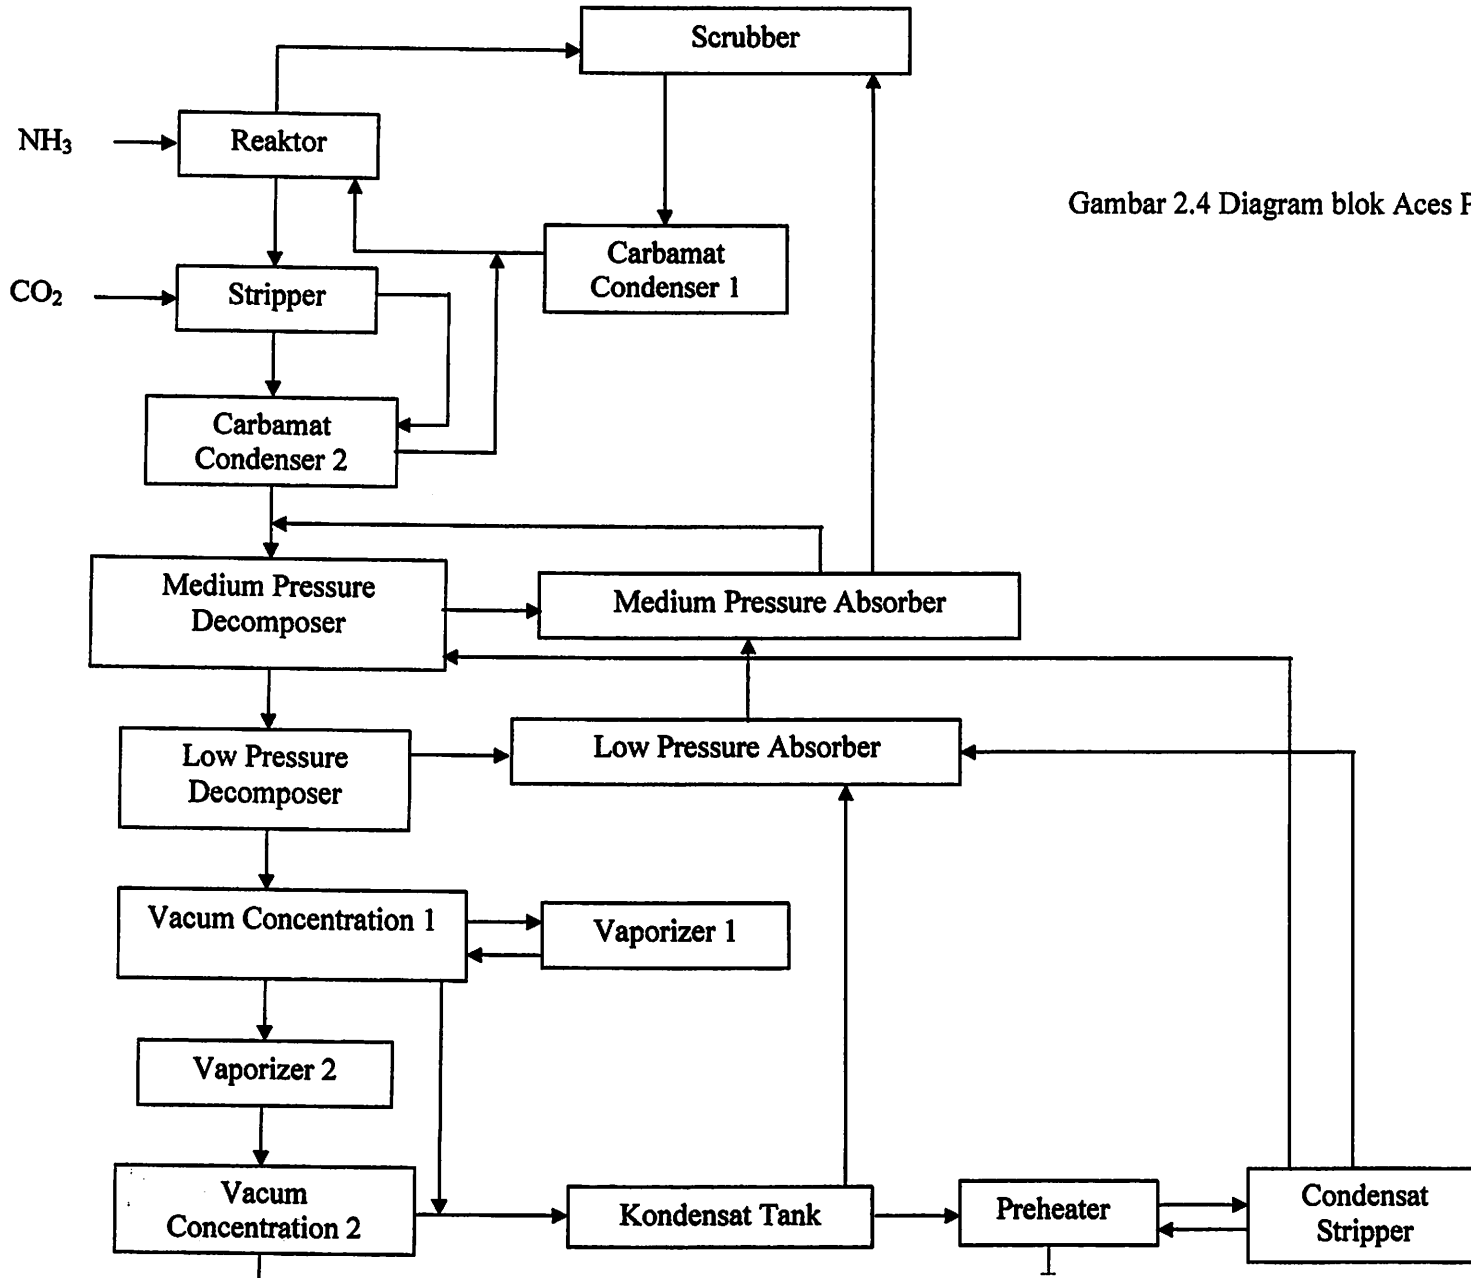 Scrubber
NH₃
Reaktor
Gambar 2.4 Diagram blok Aces P
Carbamat
Condenser 1
CO₂
Stripper
Carbamat
Condenser 2
Medium Pressure
Decomposer
Medium Pressure Absorber
Low Pressure
Decomposer
Low Pressure Absorber
Vacum Concentration 1
Vaporizer 1
Vaporizer 2
Vacum
Concentration 2
Kondensat Tank
Preheater
Condensat
Stripper